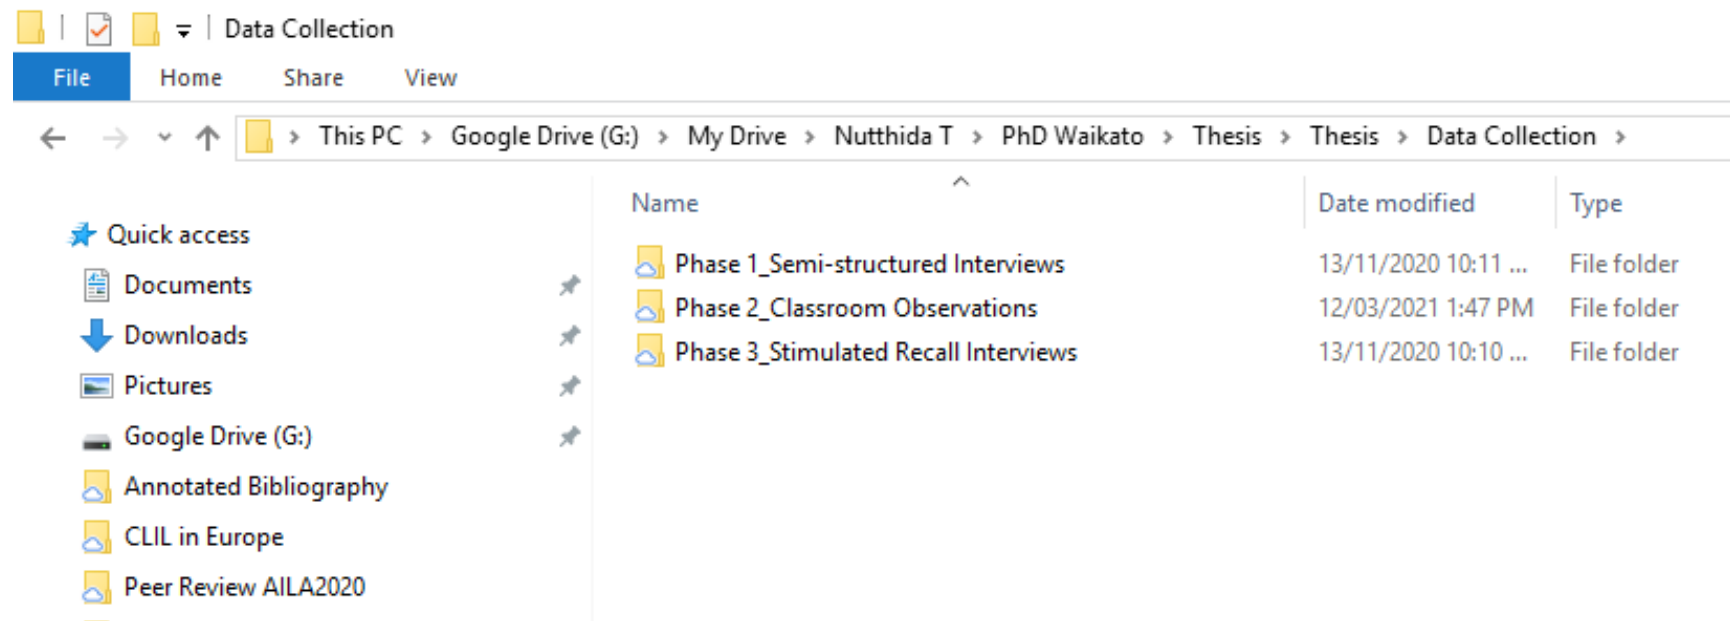 Data Collection
File Home Share View
This PC > Google Drive (G:) > My Drive > Nutthida T > PhD Waikato > Thesis > Thesis > Data Collection >
Quick access
Documents
Downloads
Pictures
Google Drive (G:)
Annotated Bibliography
CLIL in Europe
Peer Review AILA2020
Name Date modified Type
Phase 1_Semi-structured Interviews 13/11/2020 10:11 ... File folder
Phase 2_Classroom Observations 12/03/2021 1:47 PM File folder
Phase 3_Stimulated Recall Interviews 13/11/2020 10:10 ... File folder